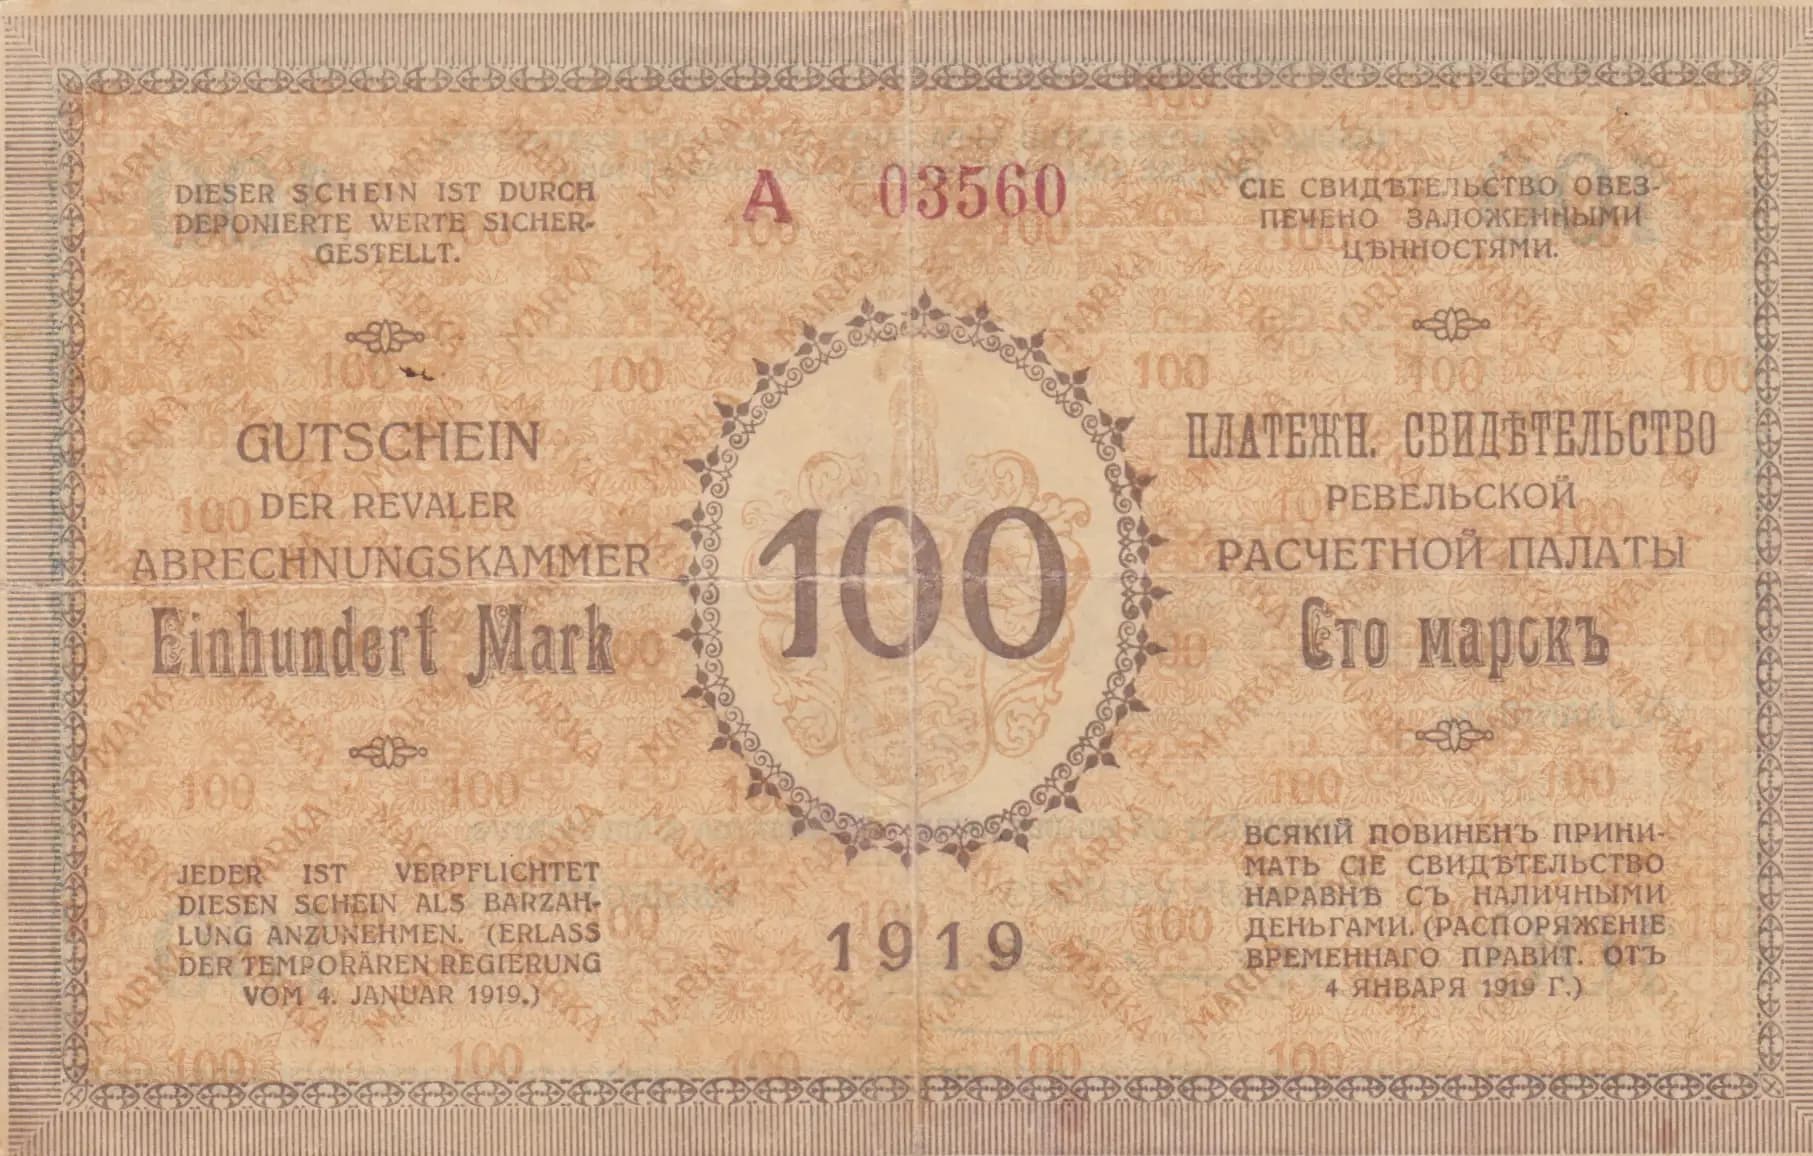 А 03560
DIESER SCHEIN IST DURCH
DEPONIERTE WERTE SICHER-
GESTELLT.
GUTSCHEIN
DER REVALER
ABRECHNUNGSKAMMER
Einhundert Mark
JEDER IST VERPFLICHTET
DIESEN SCHEIN ALS BARZAH-
LUNG ANZUNEHMEN. (ERLASS
DER TEMPORÄREN REGIERUNG
VOM 4. JANUAR 1919.)
100
1919
СІЕ СВИДѢТЕЛЬСТВО ОБЕЗ-
ПЕЧЕНО ЗАЛОЖЕННЫМИ
ЦѢННОСТЯМИ.
ПЛАТЕЖН. СВИДѢТЕЛЬСТВО
РЕВЕЛЬСКОЙ
РАСЧЕТНОЙ ПАЛАТЫ
Сто марокъ
ВСЯКІЙ ПОВИНЕНЪ ПРИНИ-
МАТЬ СІЕ СВИДѢТЕЛЬСТВО
НАРАВНѢ СЪ НАЛИЧНЫМИ
ДЕНЬГАМИ. (РАСПОРЯЖЕНІЕ
ВРЕМЕННАГО ПРАВИТ. ОТЪ
4 ЯНВАРЯ 1919 Г.)